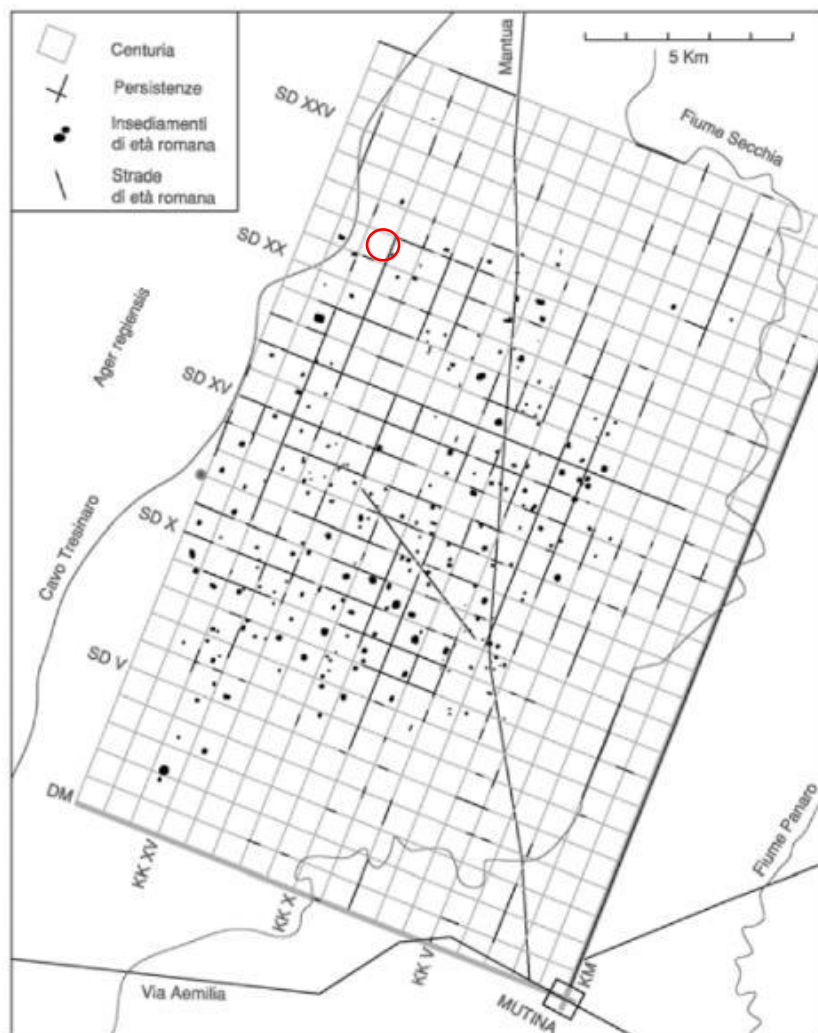 Centuria
Persistenze
Insediamenti
di età romana
Strade
di età romana
5 Km
Mantua
Fiume Secchia
SD XXV
SD XX
Ager regiensis
SD XV
SD X
Cavo Tresinaro
SD V
DM
KK XV
KK X
KK V
KM
Fiume Panaro
Via Aemilia
MUTINA